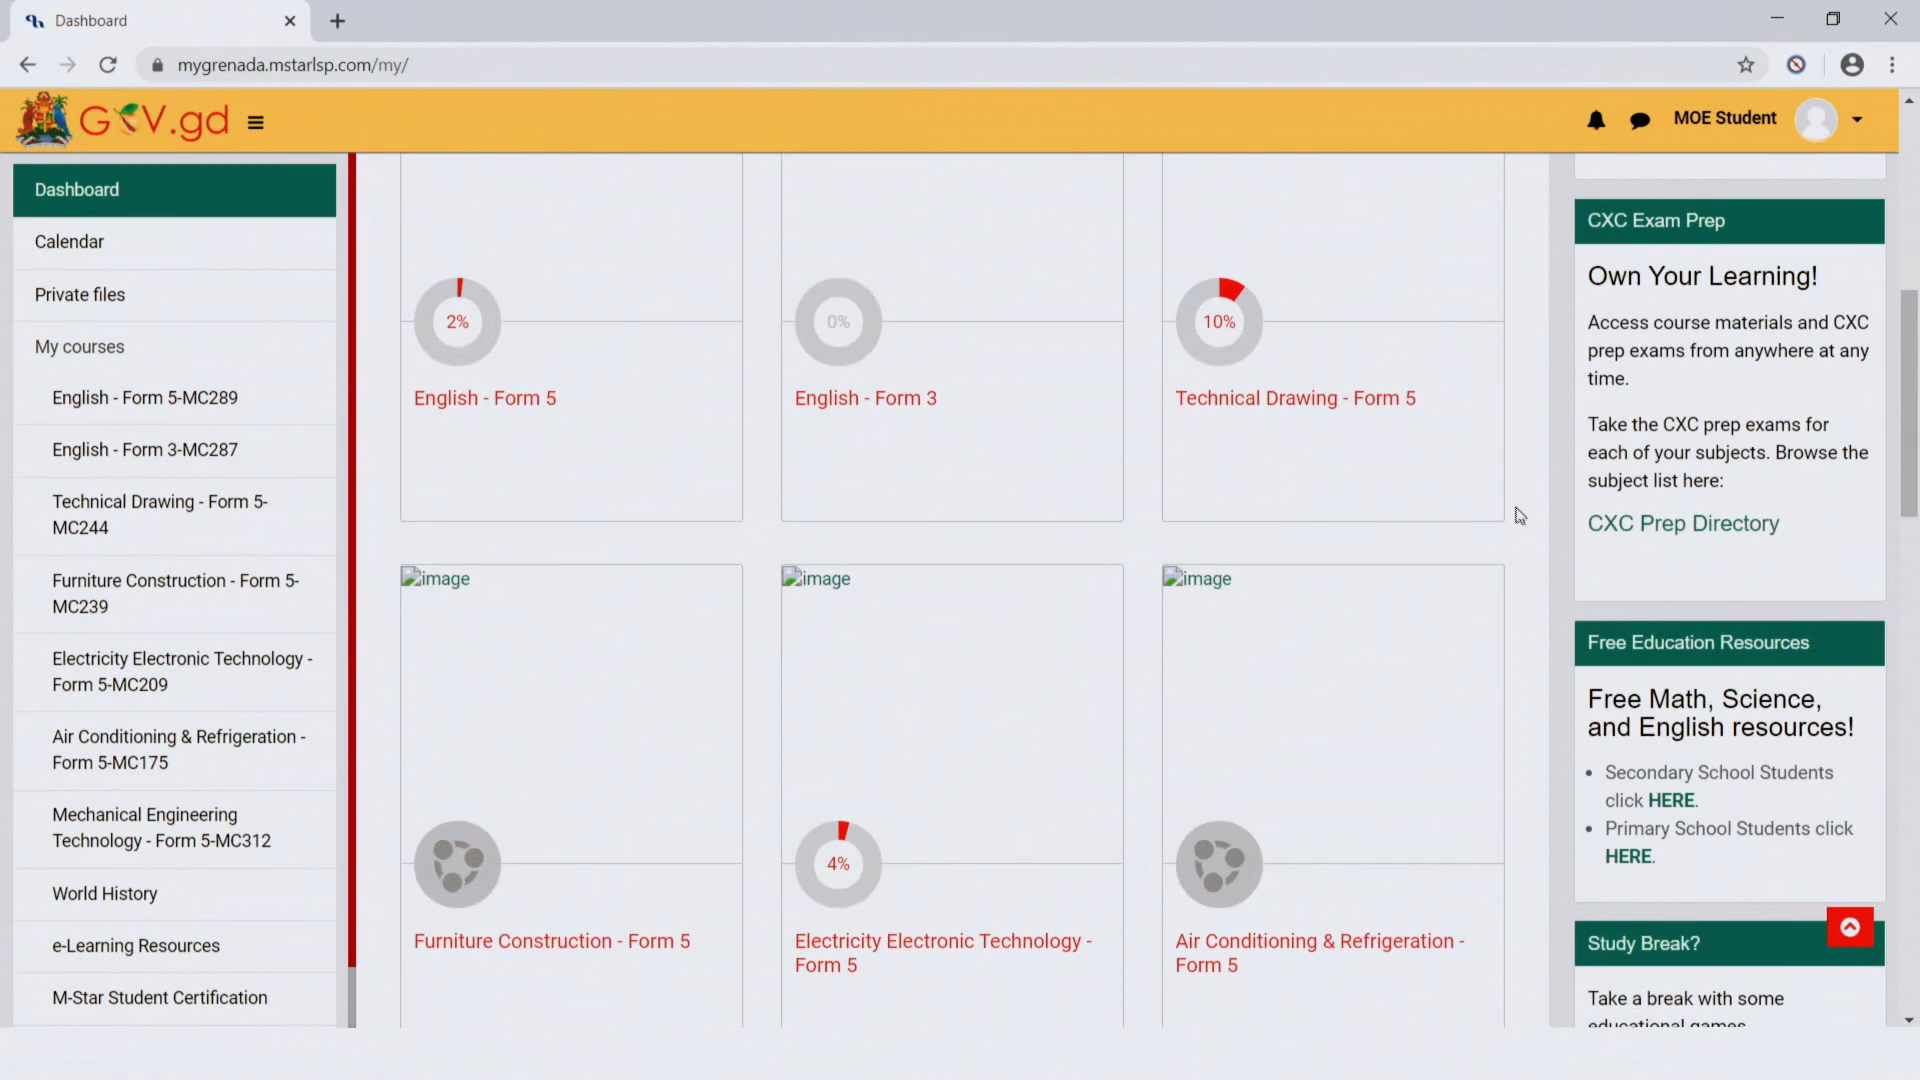 Dashboard
mygrenada.mstarlsp.com/my/
GOV.gd
MOE Student
Dashboard
Calendar
Private files
My courses
English - Form 5-MC289
English - Form 3-MC287
Technical Drawing - Form 5-
MC244
Furniture Construction - Form 5-
MC239
Electricity Electronic Technology -
Form 5-MC209
Air Conditioning & Refrigeration -
Form 5-MC175
Mechanical Engineering
Technology - Form 5-MC312
World History
e-Learning Resources
M-Star Student Certification
2%
English - Form 5
0%
English - Form 3
10%
Technical Drawing - Form 5
image
Furniture Construction - Form 5
image
4%
Electricity Electronic Technology -
Form 5
image
Air Conditioning & Refrigeration -
Form 5
CXC Exam Prep
Own Your Learning!
Access course materials and CXC
prep exams from anywhere at any
time.
Take the CXC prep exams for
each of your subjects. Browse the
subject list here:
CXC Prep Directory
Free Education Resources
Free Math, Science,
and English resources!
Secondary School Students
click HERE.
Primary School Students click
HERE.
Study Break?
Take a break with some
educational games